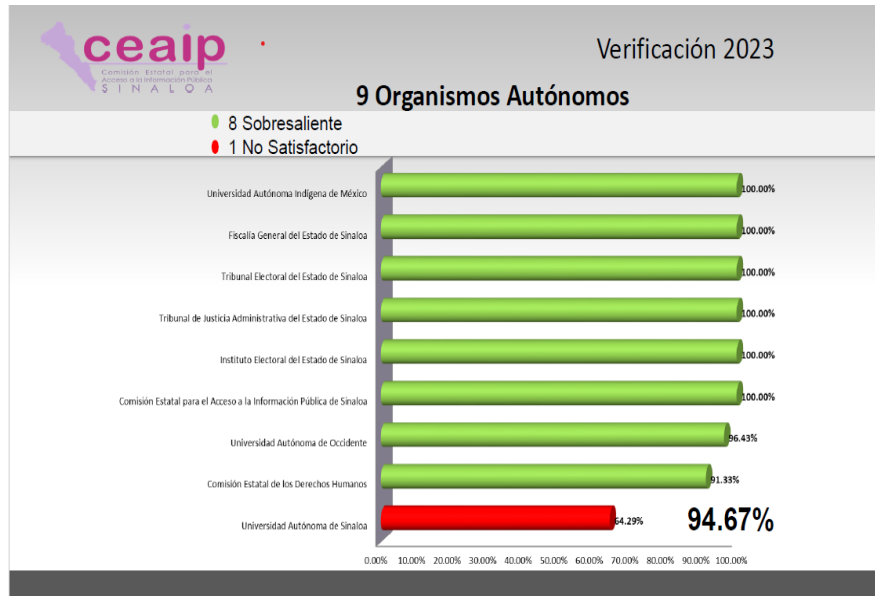 ceaip
Comisión Estatal para el
Acceso a la Información Pública
SINALOA
Verificación 2023
9 Organismos Autónomos
8 Sobresaliente
1 No Satisfactorio
Universidad Autónoma Indígena de México 100.00%
Fiscalía General del Estado de Sinaloa 100.00%
Tribunal Electoral del Estado de Sinaloa 100.00%
Tribunal de Justicia Administrativa del Estado de Sinaloa 100.00%
Instituto Electoral del Estado de Sinaloa 100.00%
Comisión Estatal para el Acceso a la Información Pública de Sinaloa 100.00%
Universidad Autónoma de Occidente 96.43%
Comisión Estatal de los Derechos Humanos 91.33%
Universidad Autónoma de Sinaloa 64.29%
94.67%
0.00% 10.00% 20.00% 30.00% 40.00% 50.00% 60.00% 70.00% 80.00% 90.00% 100.00%